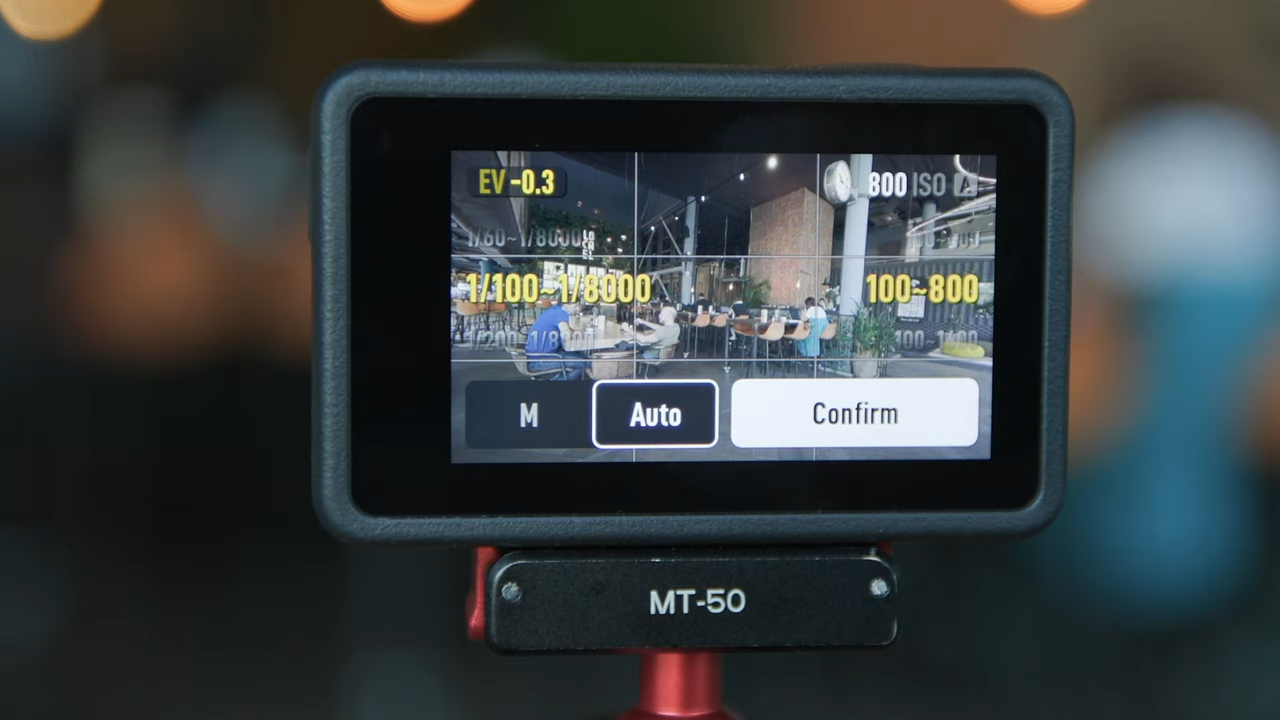 EV -0.3
800 ISO A
1/60~1/8000
1/100~1/8000
100~800
1/200~1/8000
100~1600
M
Auto
Confirm
MT-50